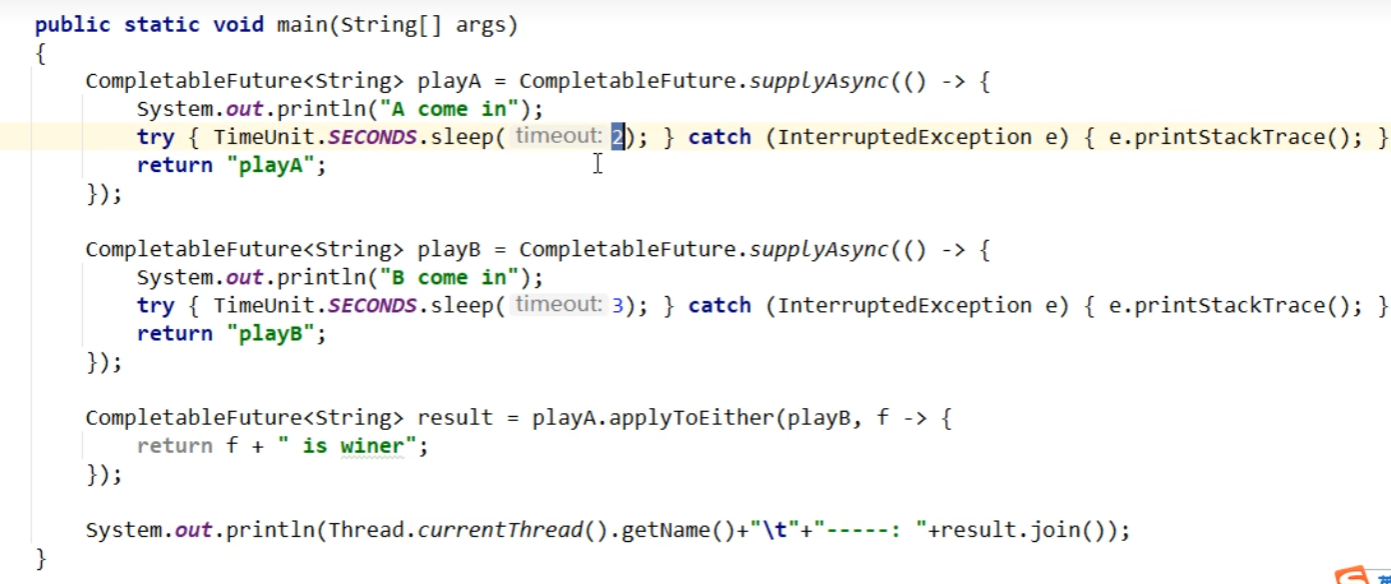 public static void main(String[] args)
{
    CompletableFuture<String> playA = CompletableFuture.supplyAsync(() -> {
        System.out.println("A come in");
        try { TimeUnit.SECONDS.sleep( timeout: 2); } catch (InterruptedException e) { e.printStackTrace(); }
        return "playA";
    });

    CompletableFuture<String> playB = CompletableFuture.supplyAsync(() -> {
        System.out.println("B come in");
        try { TimeUnit.SECONDS.sleep( timeout: 3); } catch (InterruptedException e) { e.printStackTrace(); }
        return "playB";
    });

    CompletableFuture<String> result = playA.applyToEither(playB, f -> {
        return f + " is winer";
    });

    System.out.println(Thread.currentThread().getName()+"\t"+"-----: "+result.join());
}